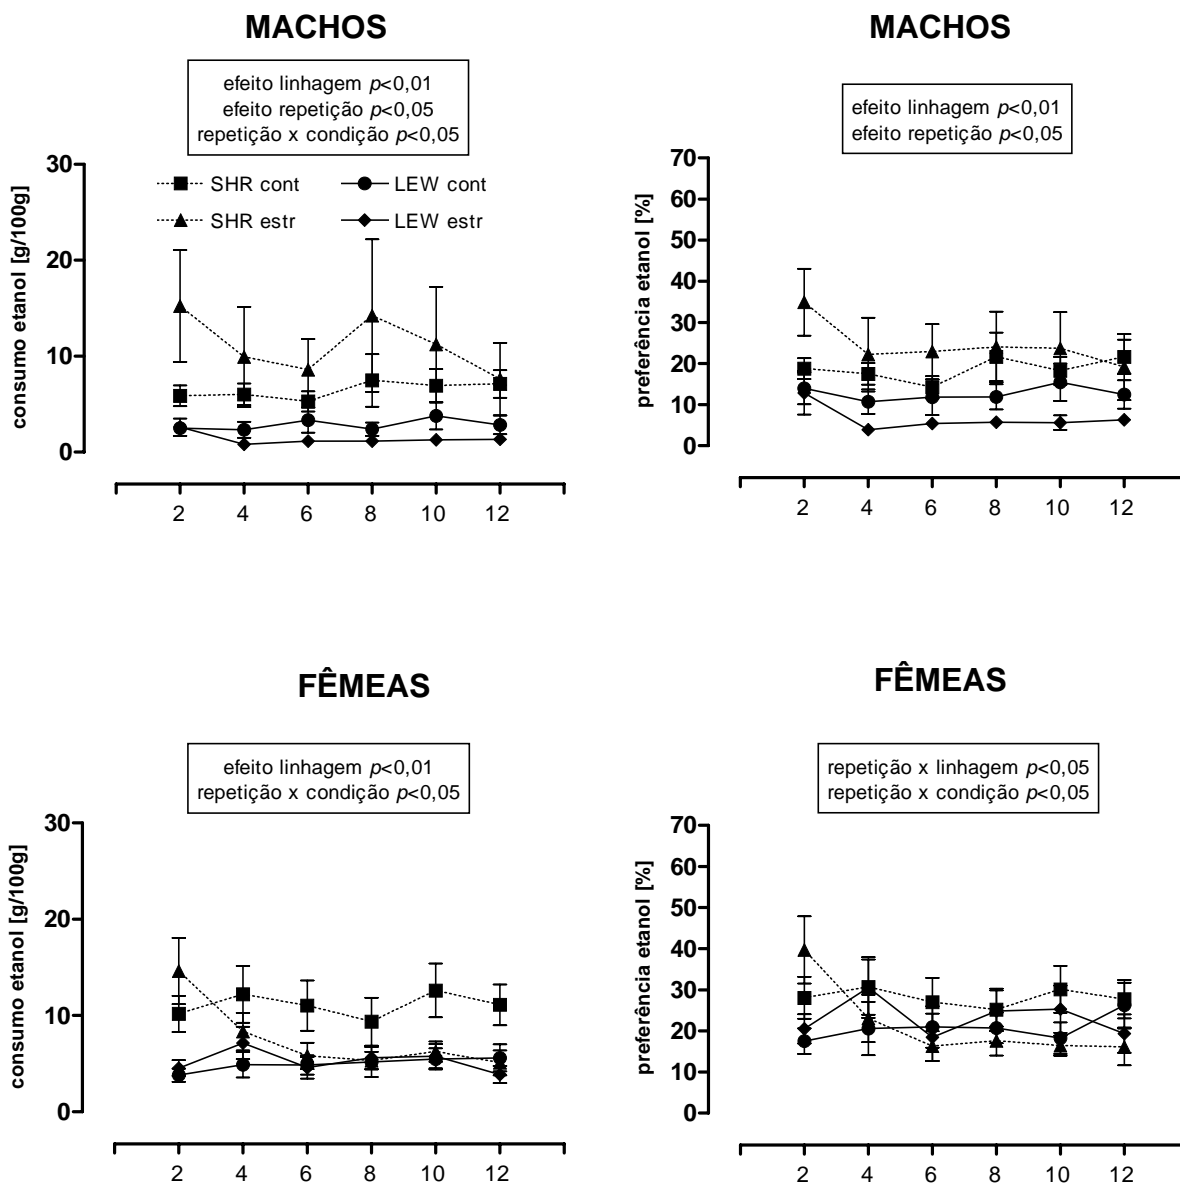 MACHOS
efeito linhagem p<0,01
efeito repetição p<0,05
repetição x condição p<0,05
SHR cont
LEW cont
SHR estr
LEW estr
consumo etanol [g/100g]
30
20
10
0
2 4 6 8 10 12
MACHOS
efeito linhagem p<0,01
efeito repetição p<0,05
preferência etanol [%]
70
60
50
40
30
20
10
0
2 4 6 8 10 12
FÊMEAS
efeito linhagem p<0,01
repetição x condição p<0,05
consumo etanol [g/100g]
30
20
10
0
2 4 6 8 10 12
FÊMEAS
repetição x linhagem p<0,05
repetição x condição p<0,05
preferência etanol [%]
70
60
50
40
30
20
10
0
2 4 6 8 10 12